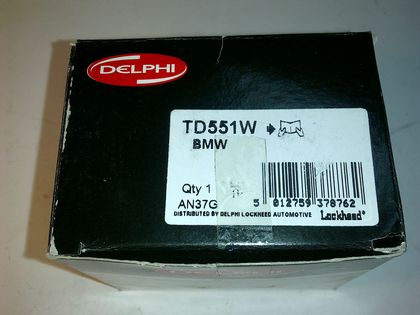 DELPHI
TD551W
BMW
Qty 1
AN37G
5 012759 378762
DISTRIBUTED BY DELPHI LOCKHEED AUTOMOTIVE Lockheed